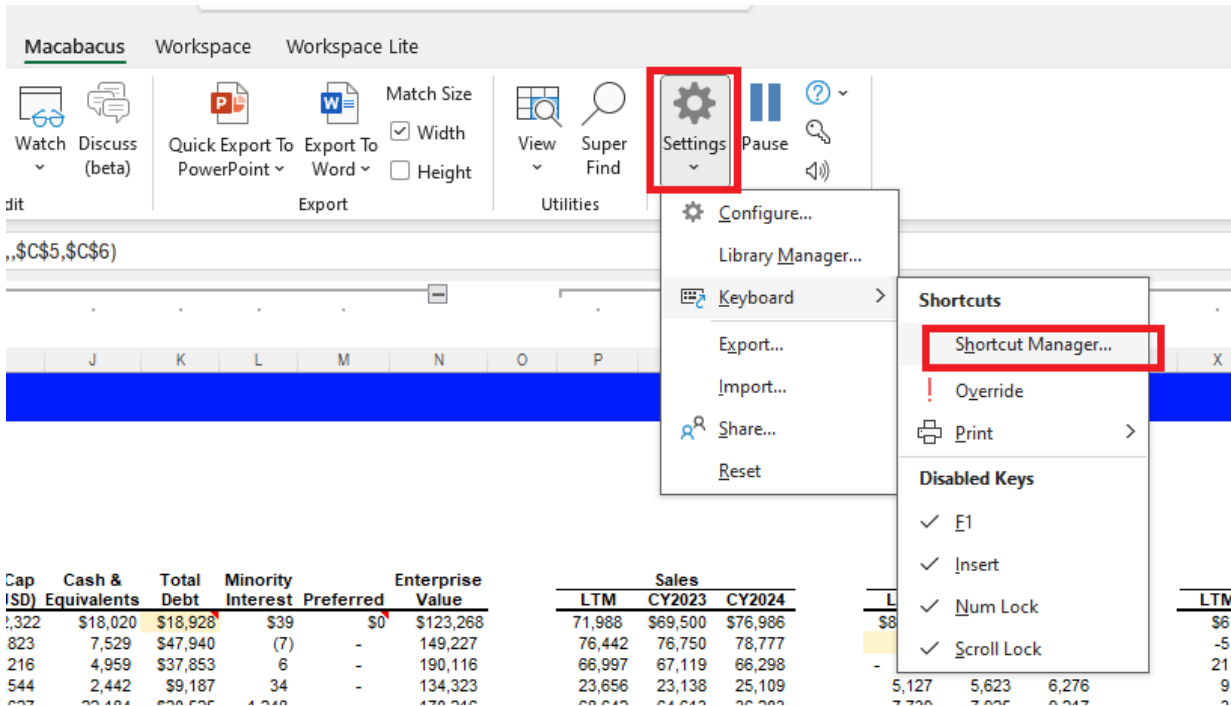 Macabacus Workspace Workspace Lite
Watch Discuss (beta)
Quick Export To PowerPoint Export To Word
Match Size
Width
Height
View Super Find
Settings Pause
Export Utilities
,,$C$5,$C$6)
Configure...
Library Manager...
Keyboard
Export...
Import...
Share...
Reset
Shortcuts
Shortcut Manager...
Override
Print
Disabled Keys
F1
Insert
Num Lock
Scroll Lock
J K L M N O P X
Cap Cash & Total Minority Enterprise Sales
Equivalents Debt Interest Preferred Value LTM CY2023 CY2024
$18,020 $18,928 $39 $0 $123,268 71,988 $69,500 $76,986
823 7,529 $47,940 (7) - 149,227 76,442 76,750 78,777
216 4,959 $37,853 6 - 190,116 66,997 67,119 66,298 -
544 2,442 $9,187 34 - 134,323 23,656 23,138 25,109 5,127 5,623 6,276